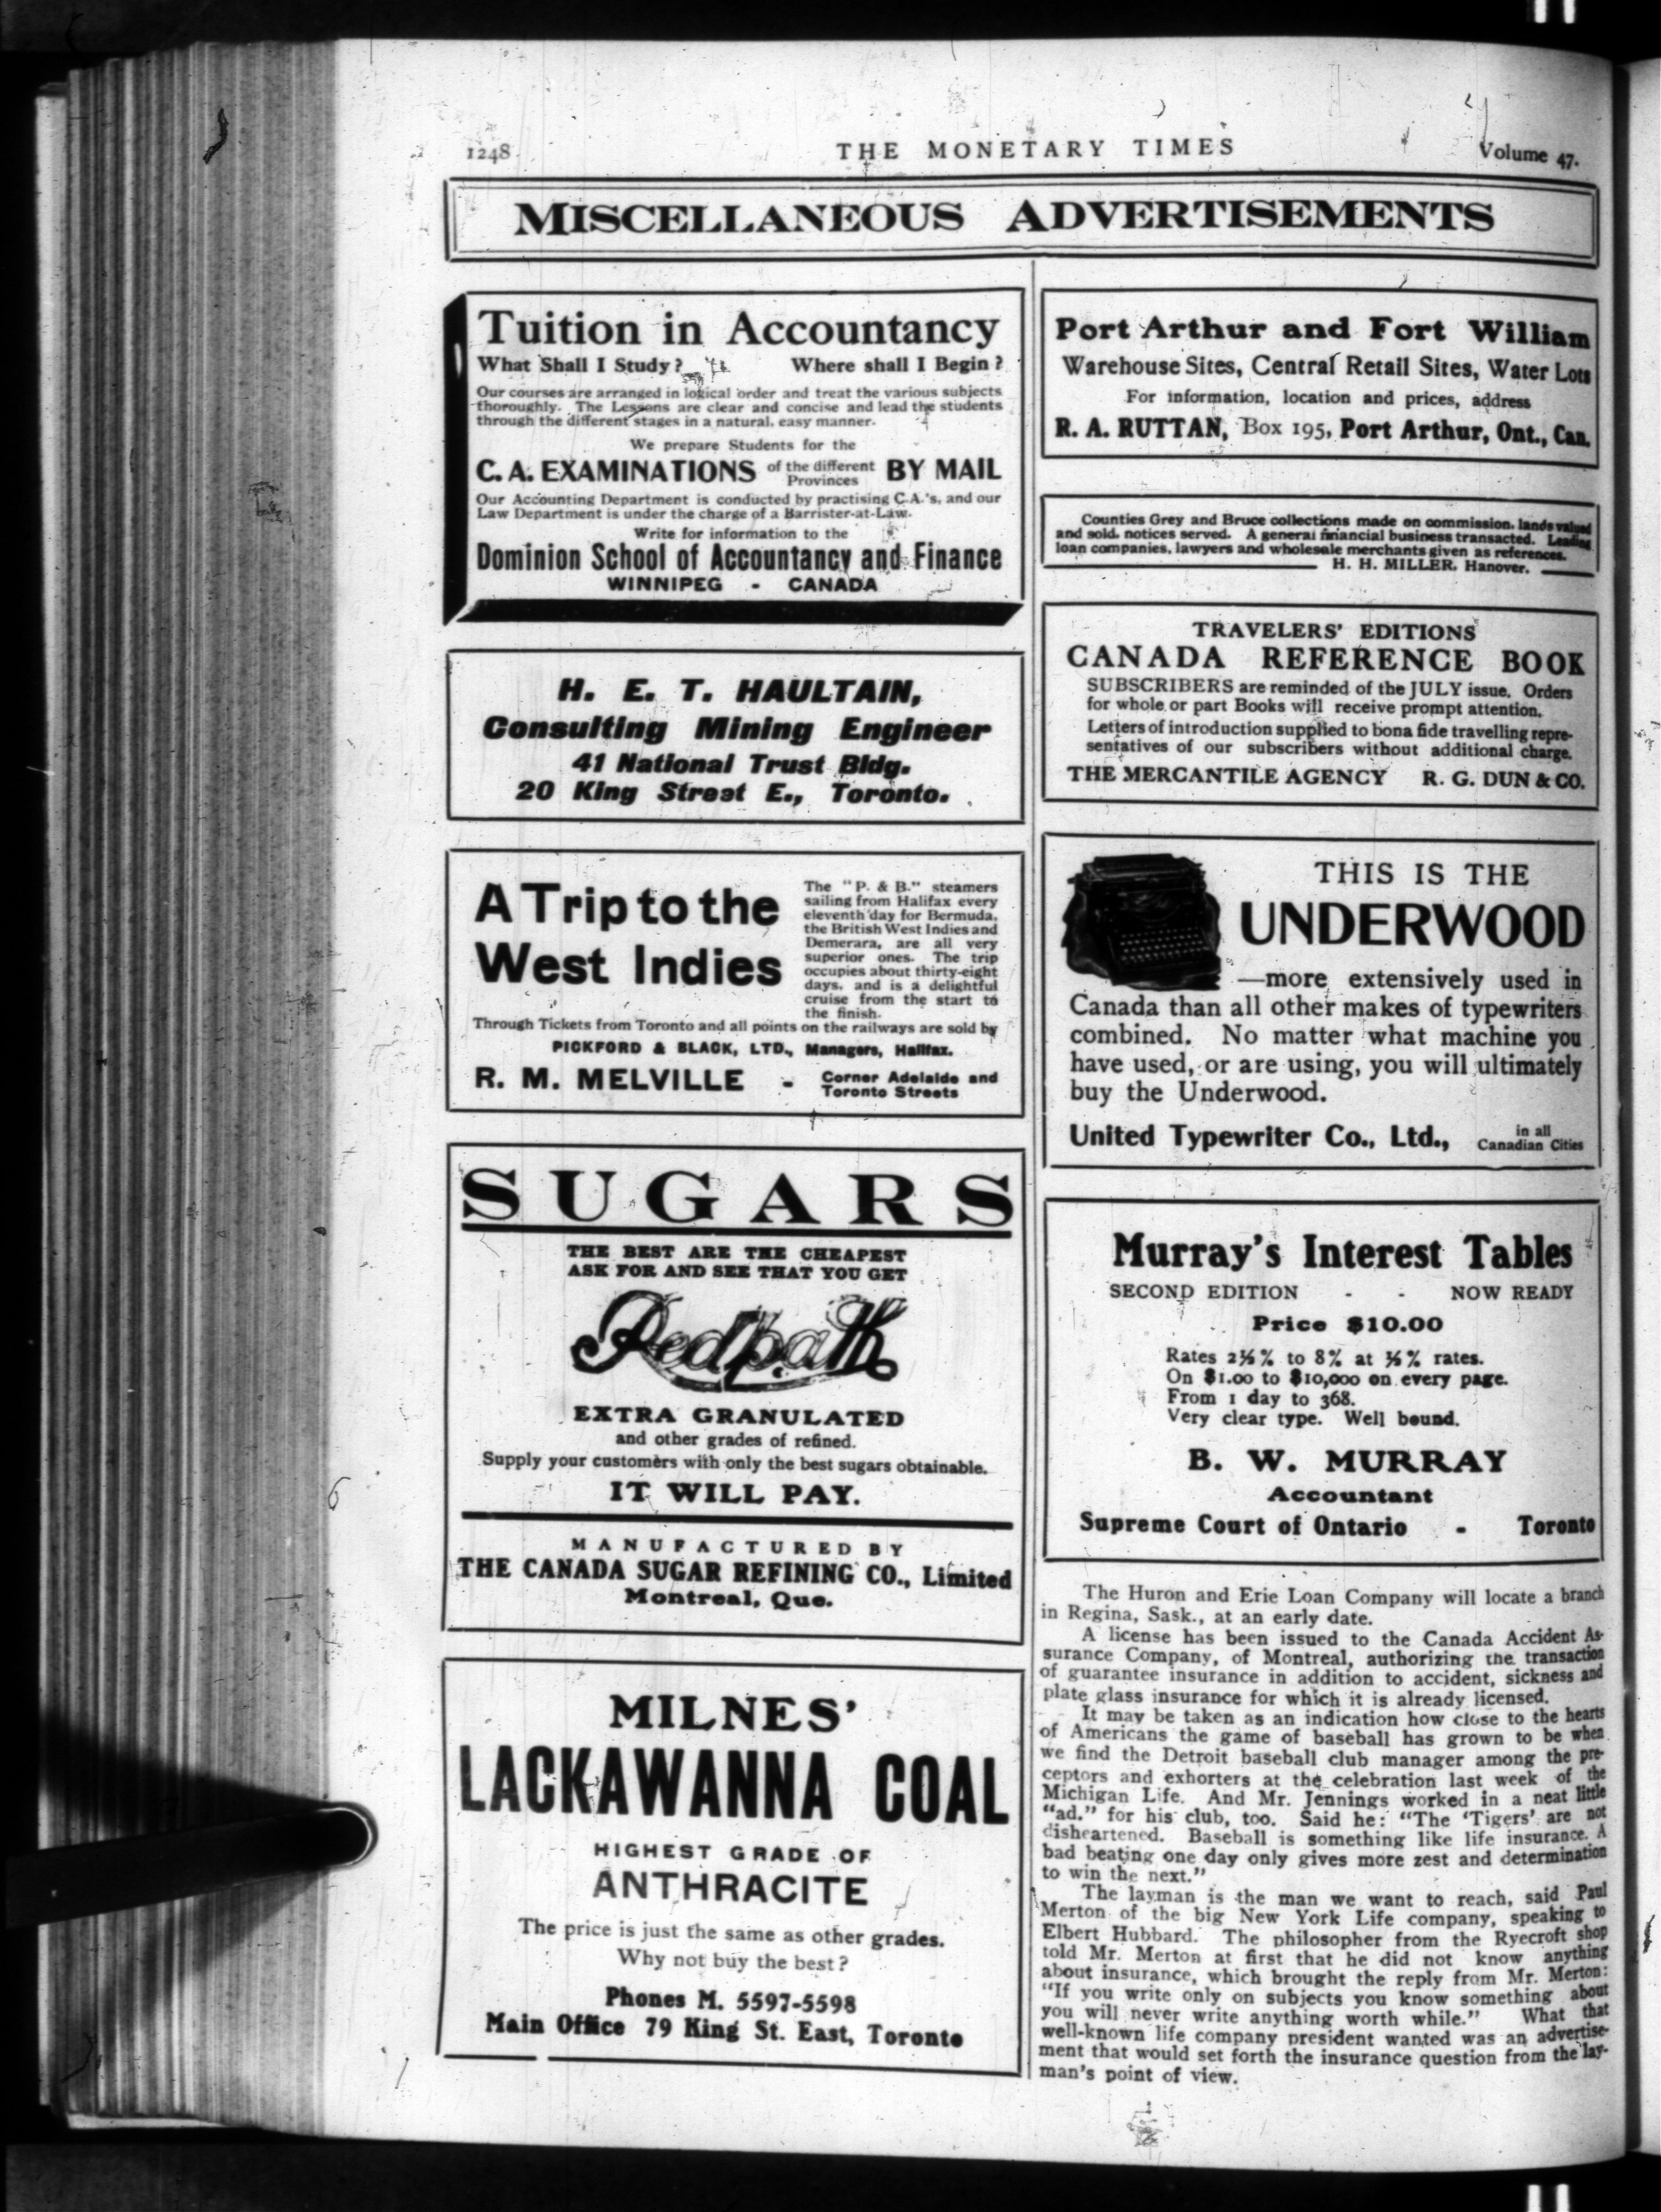 1248
THE MONETARY TIMES
Volume 47.
MISCELLANEOUS ADVERTISEMENTS
Tuition in Accountancy
What Shall I Study? Where shall I Begin?
Our courses are arranged in logical order and treat the various subjects
thoroughly. The Lessons are clear and concise and lead the students
through the different stages in a natural, easy manner.
We prepare Students for the
C. A. EXAMINATIONS of the different Provinces BY MAIL
Our Accounting Department is conducted by practising C.A.'s, and our
Law Department is under the charge of a Barrister-at-Law.
Write for information to the
Dominion School of Accountancy and Finance
WINNIPEG - CANADA
H. E. T. HAULTAIN,
Consulting Mining Engineer
41 National Trust Bldg.
20 King Street E., Toronto.
A Trip to the
West Indies
The "P. & B." steamers
sailing from Halifax every
eleventh day for Bermuda,
the British West Indies and
Demerara, are all very
superior ones. The trip
occupies about thirty-eight
days, and is a delightful
cruise from the start to
the finish.
Through Tickets from Toronto and all points on the railways are sold by
PICKFORD & BLACK, LTD., Managers, Halifax.
R. M. MELVILLE - Corner Adelaide and
Toronto Streets
SUGARS
THE BEST ARE THE CHEAPEST
ASK FOR AND SEE THAT YOU GET
Redpath
EXTRA GRANULATED
and other grades of refined.
Supply your customers with only the best sugars obtainable.
IT WILL PAY.
MANUFACTURED BY
THE CANADA SUGAR REFINING CO., Limited
Montreal, Que.
MILNES'
LACKAWANNA COAL
HIGHEST GRADE OF
ANTHRACITE
The price is just the same as other grades.
Why not buy the best?
Phones M. 5597-5598
Main Office 79 King St. East, Toronto
Port Arthur and Fort William
Warehouse Sites, Central Retail Sites, Water Lots
For information, location and prices, address
R. A. RUTTAN, Box 195, Port Arthur, Ont., Can.
Counties Grey and Bruce collections made on commission, lands valued
and sold, notices served. A general financial business transacted. Leading
loan companies, lawyers and wholesale merchants given as references.
H. H. MILLER, Hanover.
TRAVELERS' EDITIONS
CANADA REFERENCE BOOK
SUBSCRIBERS are reminded of the JULY issue. Orders
for whole or part Books will receive prompt attention.
Letters of introduction supplied to bona fide travelling repre-
sentatives of our subscribers without additional charge.
THE MERCANTILE AGENCY R. G. DUN & CO.
THIS IS THE
UNDERWOOD
—more extensively used in
Canada than all other makes of typewriters
combined. No matter what machine you
have used, or are using, you will ultimately
buy the Underwood.
United Typewriter Co., Ltd., in all
Canadian Cities
Murray's Interest Tables
SECOND EDITION - - NOW READY
Price $10.00
Rates 2½% to 8% at ½% rates.
On $1.00 to $10,000 on every page.
From 1 day to 368.
Very clear type. Well bound.
B. W. MURRAY
Accountant
Supreme Court of Ontario - Toronto
The Huron and Erie Loan Company will locate a branch
in Regina, Sask., at an early date.
A license has been issued to the Canada Accident As-
surance Company, of Montreal, authorizing the transaction
of guarantee insurance in addition to accident, sickness and
plate glass insurance for which it is already licensed.
It may be taken as an indication how close to the hearts
of Americans the game of baseball has grown to be when
we find the Detroit baseball club manager among the pre-
ceptors and exhorters at the celebration last week of the
Michigan Life. And Mr. Jennings worked in a neat little
"ad." for his club, too. Said he: "The 'Tigers' are not
disheartened. Baseball is something like life insurance. A
bad beating one day only gives more zest and determination
to win the next."
The layman is the man we want to reach, said Paul
Merton of the big New York Life company, speaking to
Elbert Hubbard. The philosopher from the Ryecroft shop
told Mr. Merton at first that he did not know anything
about insurance, which brought the reply from Mr. Merton:
"If you write only on subjects you know something about
you will never write anything worth while." What that
well-known life company president wanted was an advertise-
ment that would set forth the insurance question from the lay-
man's point of view.